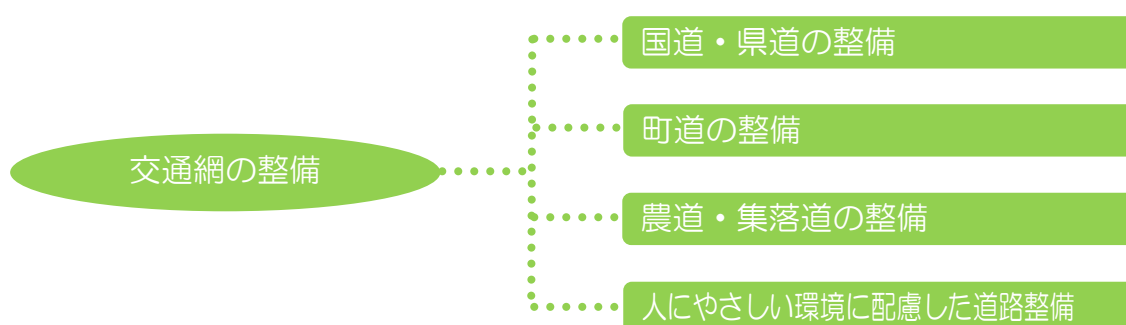 交通網の整備
国道・県道の整備
町道の整備
農道・集落道の整備
人にやさしい環境に配慮した道路整備